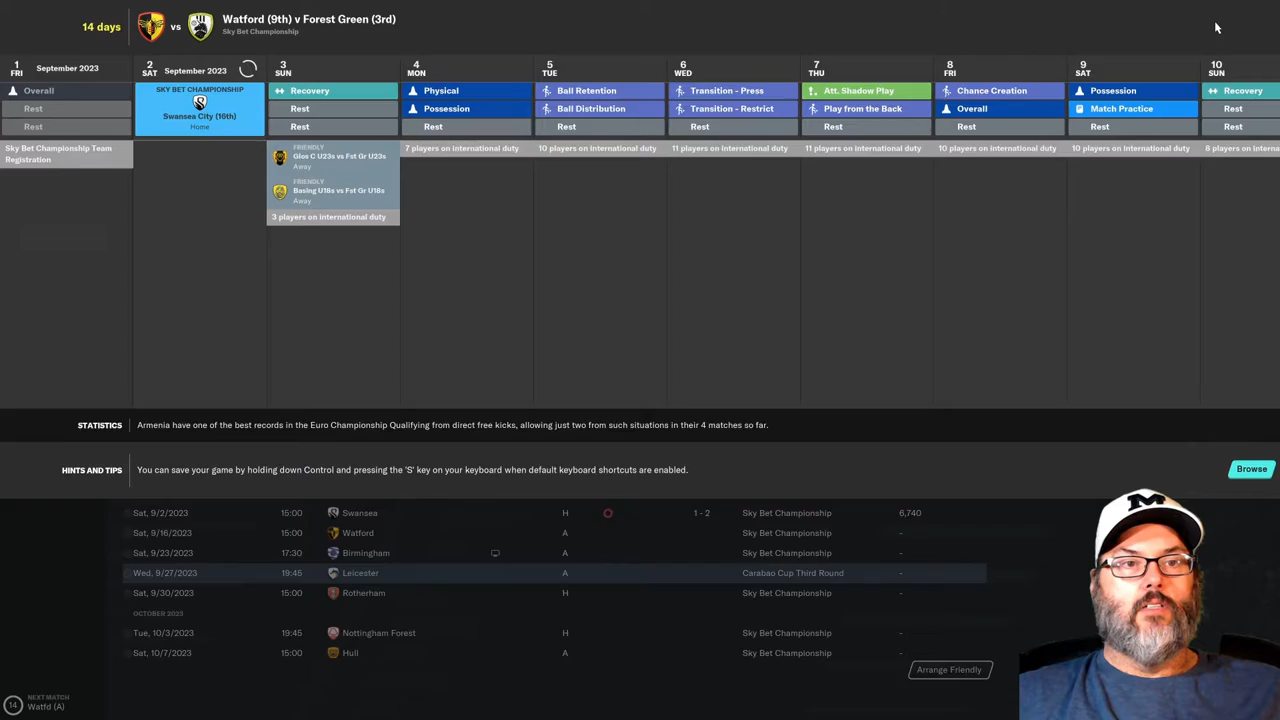 14 days
vs
Watford (9th) v Forest Green (3rd)
Sky Bet Championship
1 FRI September 2023
2 SAT September 2023
3 SUN
4 MON
5 TUE
6 WED
7 THU
8 FRI
9 SAT
10 SUN
Overall
Rest
Rest
Sky Bet Championship Team Registration
SKY BET CHAMPIONSHIP
Swansea City (16th)
Home
Recovery
Rest
Rest
FRIENDLY
Glos C U23s vs Fst Gr U23s
Away
FRIENDLY
Basing U18s vs Fst Gr U18s
Away
3 players on international duty
Physical
Possession
Rest
7 players on international duty
Ball Retention
Ball Distribution
Rest
10 players on international duty
Transition - Press
Transition - Restrict
Rest
11 players on international duty
Att. Shadow Play
Play from the Back
Rest
11 players on international duty
Chance Creation
Overall
Rest
10 players on international duty
Possession
Match Practice
Rest
10 players on international duty
Recovery
Rest
Rest
8 players on interna
STATISTICS
Armenia have one of the best records in the Euro Championship Qualifying from direct free kicks, allowing just two from such situations in their 4 matches so far.
HINTS AND TIPS
You can save your game by holding down Control and pressing the 'S' key on your keyboard when default keyboard shortcuts are enabled.
Browse
Sat, 9/2/2023 15:00 Swansea H 1 - 2 Sky Bet Championship 6,740
Sat, 9/16/2023 15:00 Watford A Sky Bet Championship -
Sat, 9/23/2023 17:30 Birmingham A Sky Bet Championship -
Wed, 9/27/2023 19:45 Leicester A Carabao Cup Third Round -
Sat, 9/30/2023 15:00 Rotherham H Sky Bet Championship -
OCTOBER 2023
Tue, 10/3/2023 19:45 Nottingham Forest H Sky Bet Championship -
Sat, 10/7/2023 15:00 Hull A Sky Bet Championship -
Arrange Friendly
14
NEXT MATCH
Watfd (A)
M